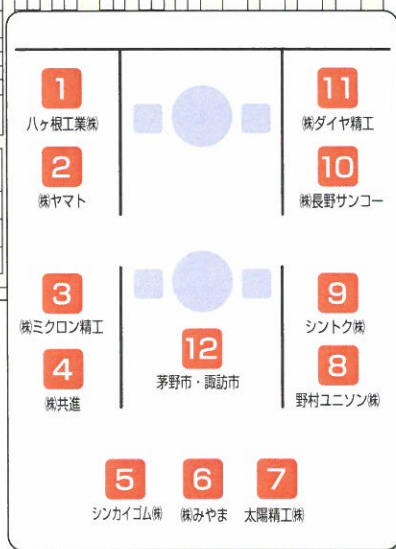 1
八ヶ根工業㈱
2
㈱ヤマト
3
㈱ミクロン精工
4
㈱共進
5
シンカイゴム㈱
6
㈱みやま
7
太陽精工㈱
8
野村ユニソン㈱
9
シントク㈱
10
㈱長野サンコー
11
㈱ダイヤ精工
12
茅野市・諏訪市